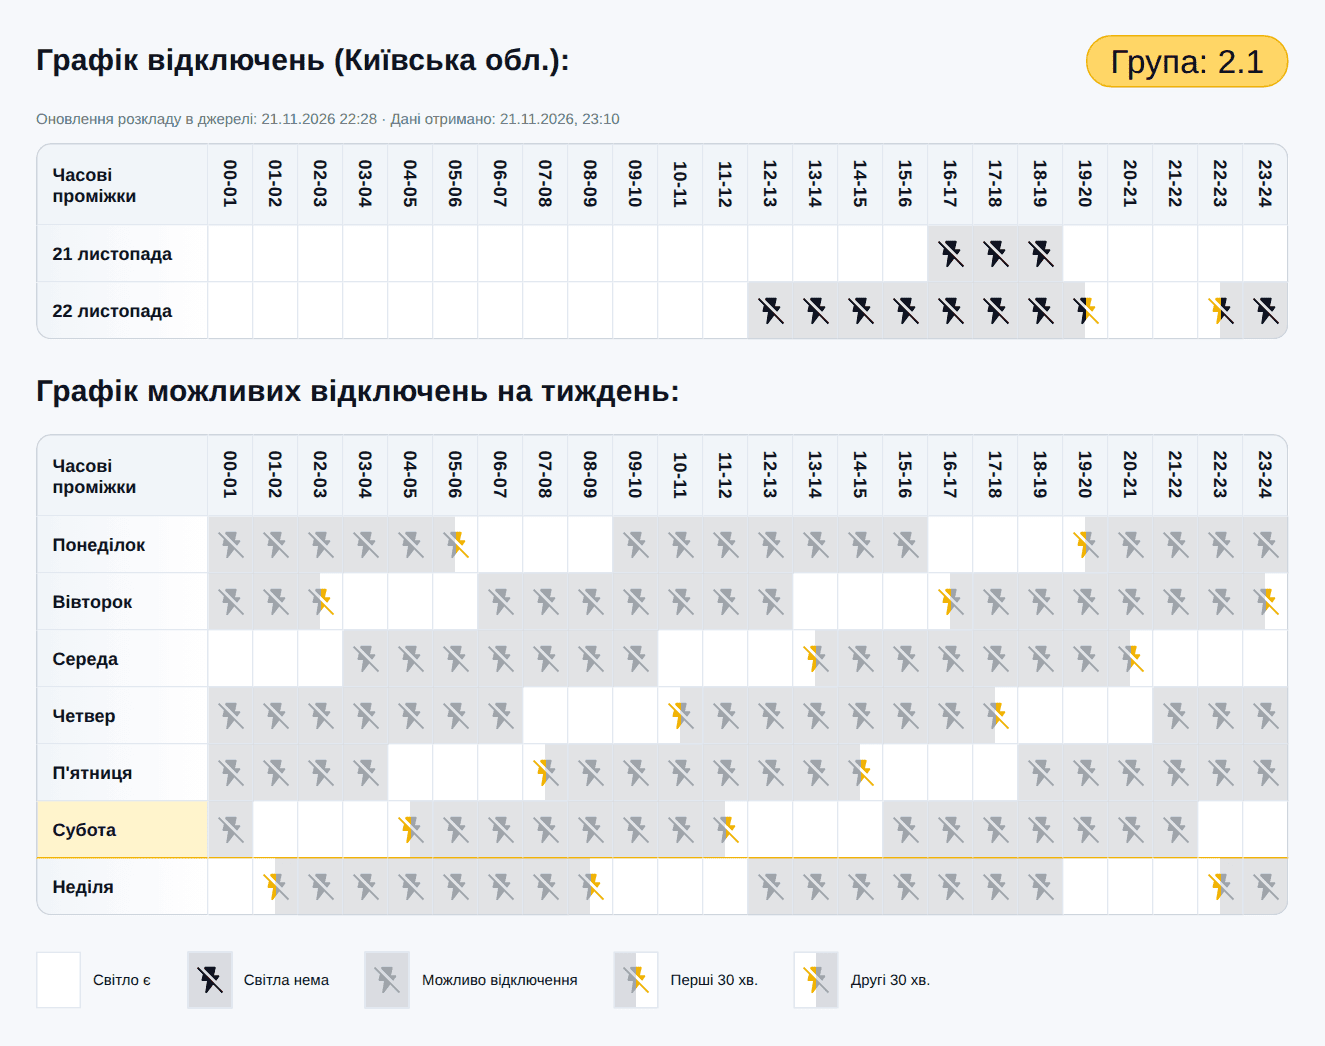 Графік відключень (Київська обл.):
Група: 2.1
Оновлення розкладу в джерелі: 21.11.2026 22:28 · Дані отримано: 21.11.2026, 23:10
Часові проміжки 00-01 01-02 02-03 03-04 04-05 05-06 06-07 07-08 08-09 09-10 10-11 11-12 12-13 13-14 14-15 15-16 16-17 17-18 18-19 19-20 20-21 21-22 22-23 23-24
21 листопада
22 листопада
Графік можливих відключень на тиждень:
Часові проміжки 00-01 01-02 02-03 03-04 04-05 05-06 06-07 07-08 08-09 09-10 10-11 11-12 12-13 13-14 14-15 15-16 16-17 17-18 18-19 19-20 20-21 21-22 22-23 23-24
Понеділок
Вівторок
Середа
Четвер
П'ятниця
Субота
Неділя
Світло є Світла нема Можливо відключення Перші 30 хв. Другі 30 хв.